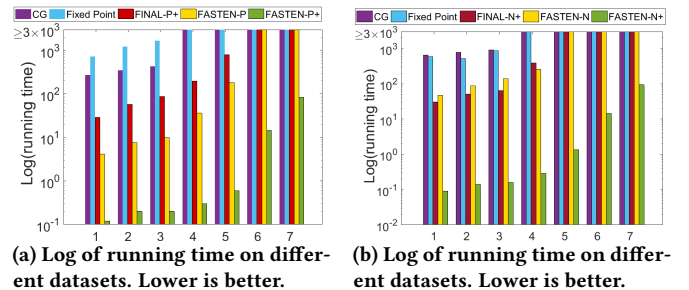 CG Fixed Point FINAL-P+ FASTEN-P FASTEN-P+
≥3×10³
10³
10²
10¹
10⁰
10⁻¹
Log(running time)
1 2 3 4 5 6 7
(a) Log of running time on differ-
ent datasets. Lower is better.
CG Fixed Point FINAL-N+ FASTEN-N FASTEN-N+
≥3×10³
10³
10²
10¹
10⁰
10⁻¹
10⁻²
Log(running time)
1 2 3 4 5 6 7
(b) Log of running time on differ-
ent datasets. Lower is better.